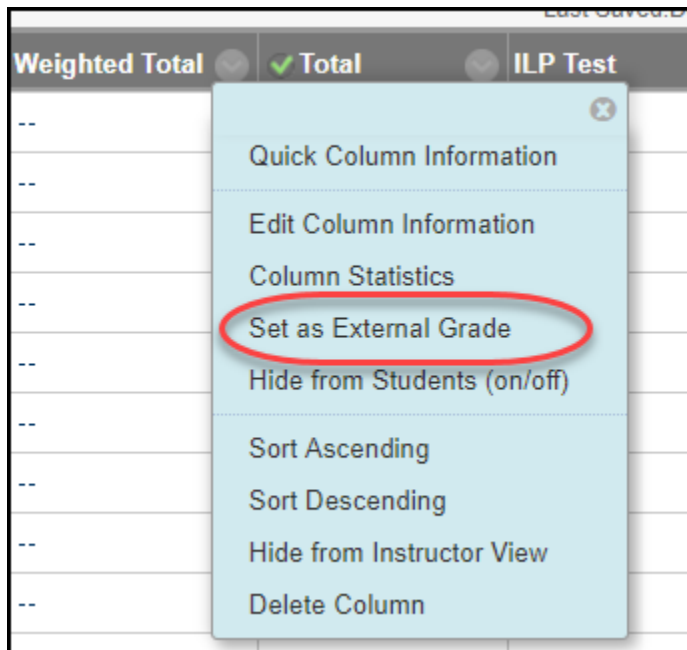 Weighted Total Total ILP Test
--
Quick Column Information
--
Edit Column Information
--
Column Statistics
--
Set as External Grade
--
Hide from Students (on/off)
--
Sort Ascending
--
Sort Descending
--
Hide from Instructor View
--
Delete Column